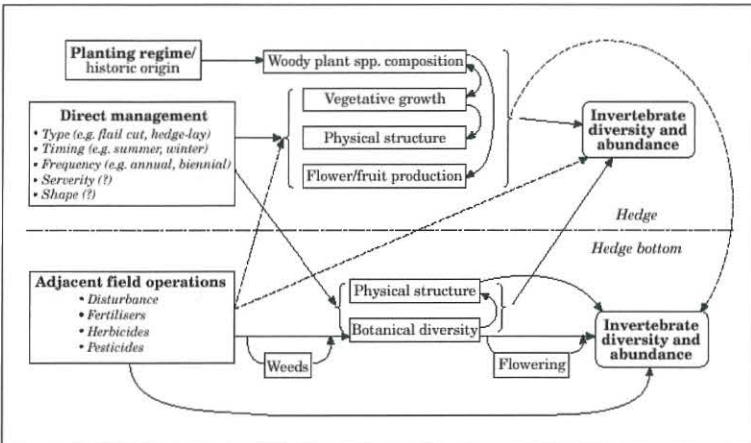 Planting regime/
historic origin
Woody plant spp. composition
Vegetative growth
Physical structure
Flower/fruit production
Direct management
• Type (e.g. flail cut, hedge-lay)
• Timing (e.g. summer, winter)
• Frequency (e.g. annual, biennial)
• Serverity (?)
• Shape (?)
Invertebrate
diversity and
abundance
Hedge
Hedge bottom
Adjacent field operations
• Disturbance
• Fertilisers
• Herbicides
• Pesticides
Physical structure
Botanical diversity
Weeds
Flowering
Invertebrate
diversity and
abundance